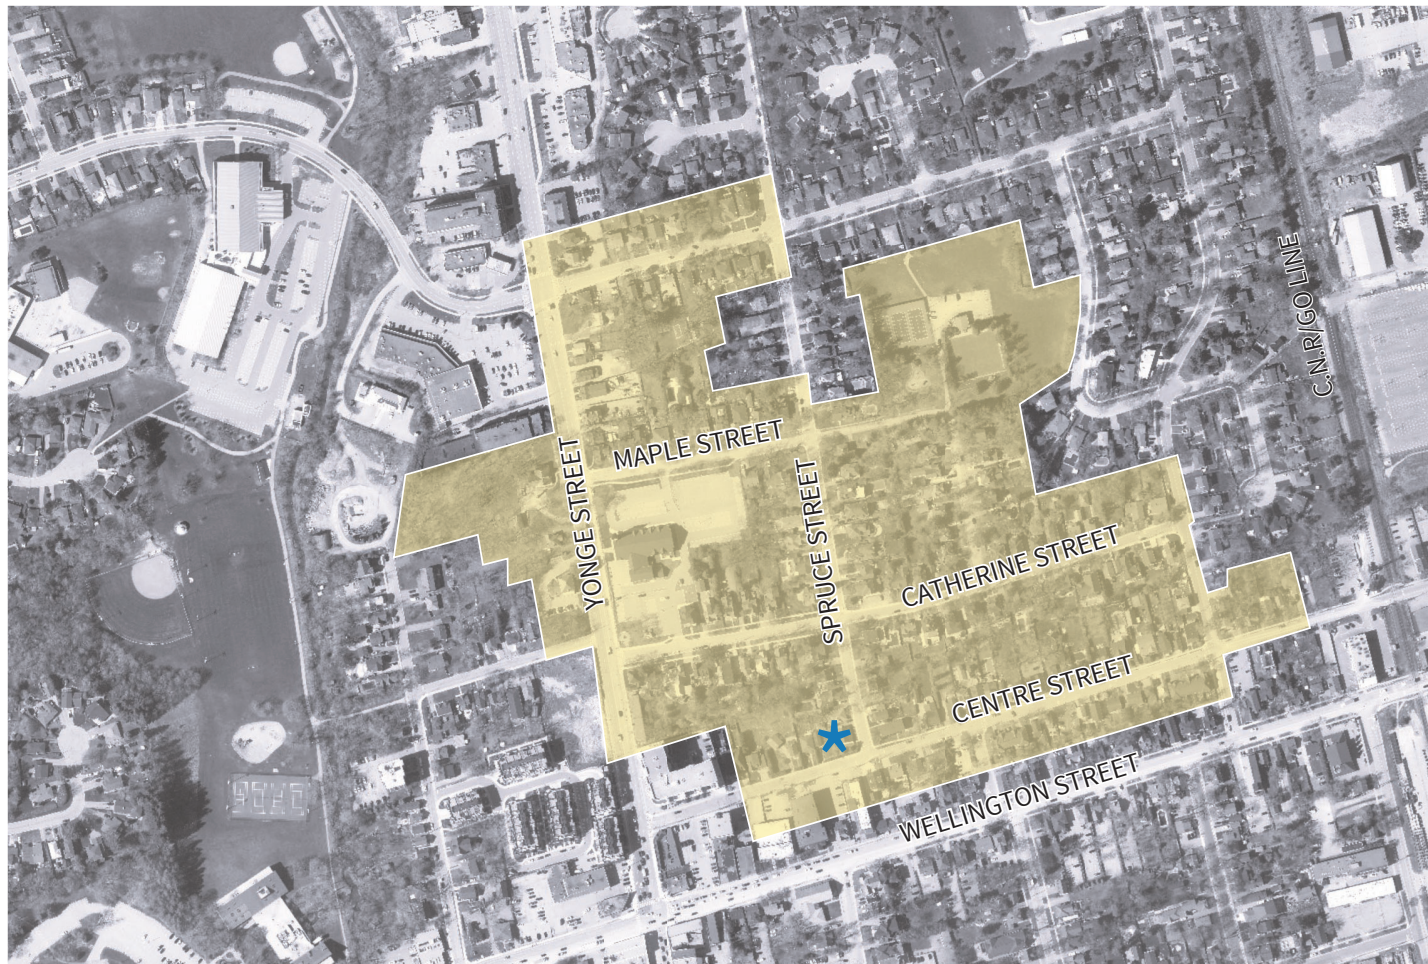 C.N.R/GO LINE
MAPLE STREET
YONGE STREET
SPRUCE STREET
CATHERINE STREET
CENTRE STREET
WELLINGTON STREET